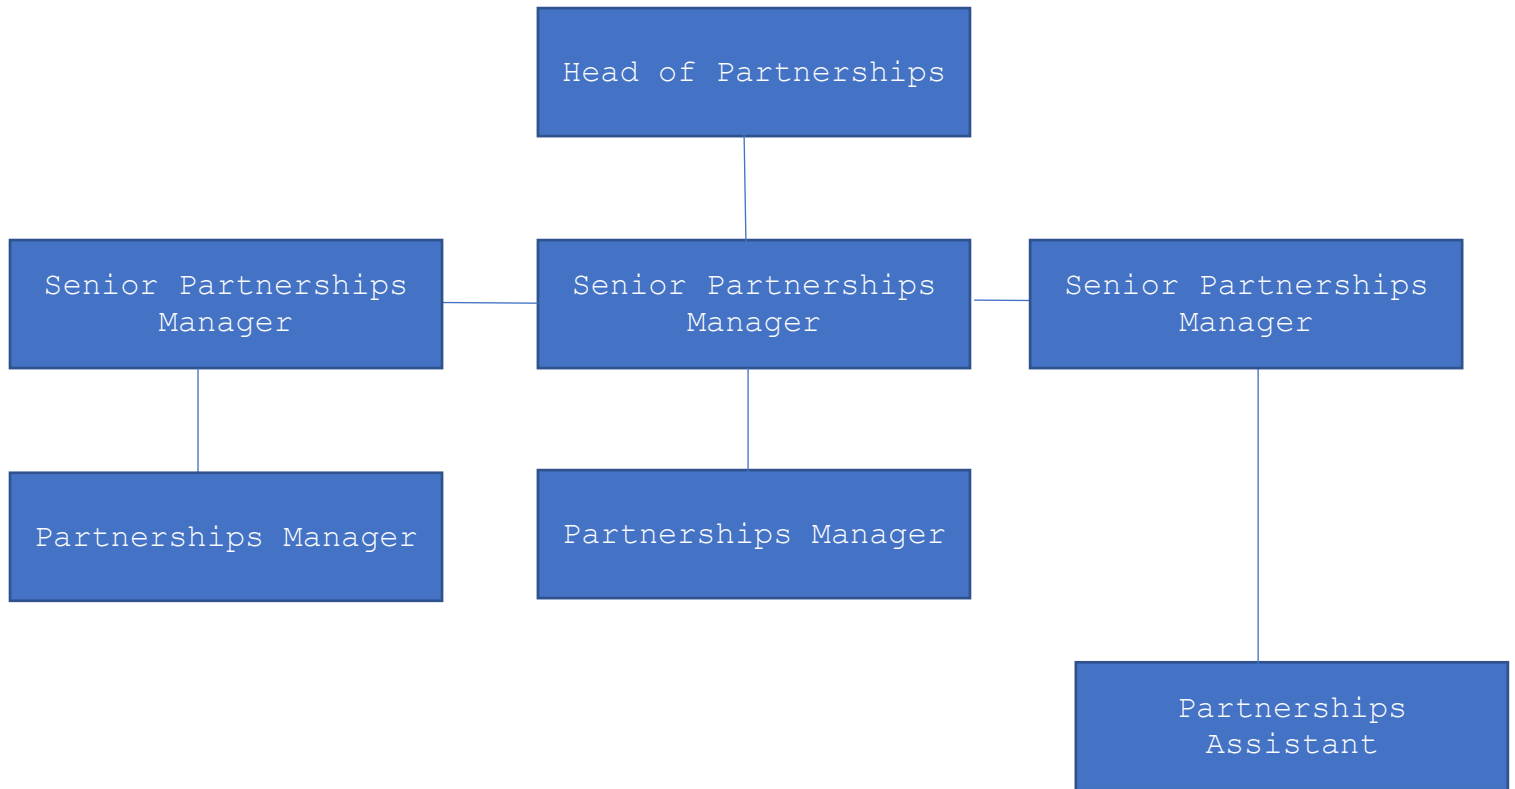 Head of Partnerships
Senior Partnerships
Manager
Senior Partnerships
Manager
Senior Partnerships
Manager
Partnerships Manager
Partnerships Manager
Partnerships
Assistant